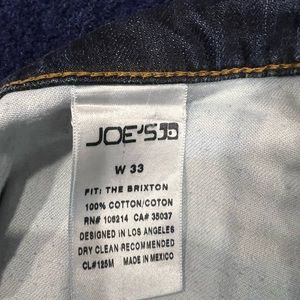 JOE'S
W 33
FIT: THE BRIXTON
100% COTTON/COTON
RN# 106214 CA# 35037
DESIGNED IN LOS ANGELES
DRY CLEAN RECOMMENDED
CL#125M MADE IN MEXICO